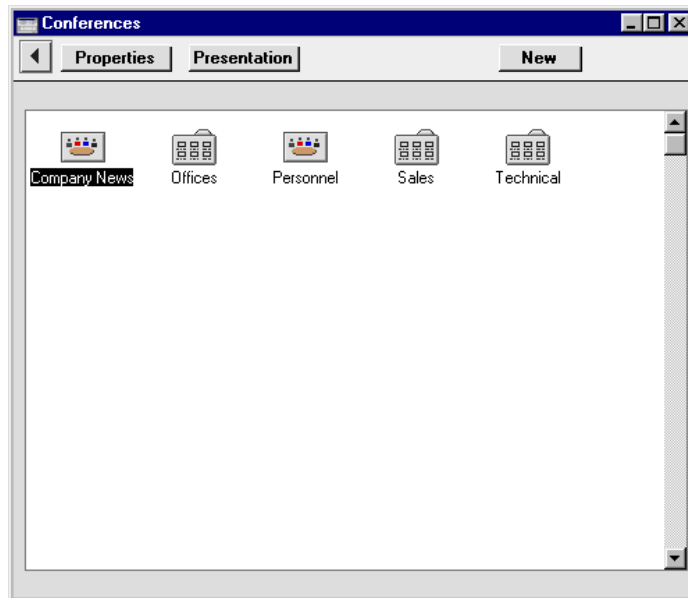 Conferences
Properties Presentation New
Company News Offices Personnel Sales Technical